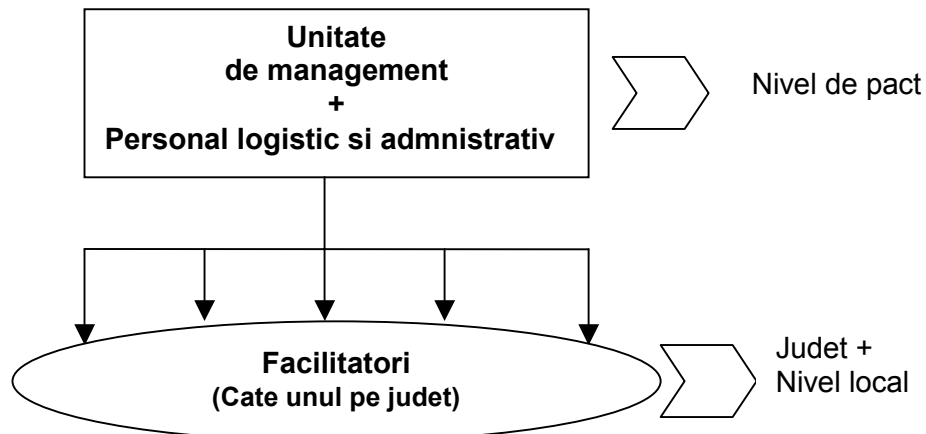 Unitate
de management
+
Personal logistic si admnistrativ
Nivel de pact
Facilitatori
(Cate unul pe judet)
Judet +
Nivel local